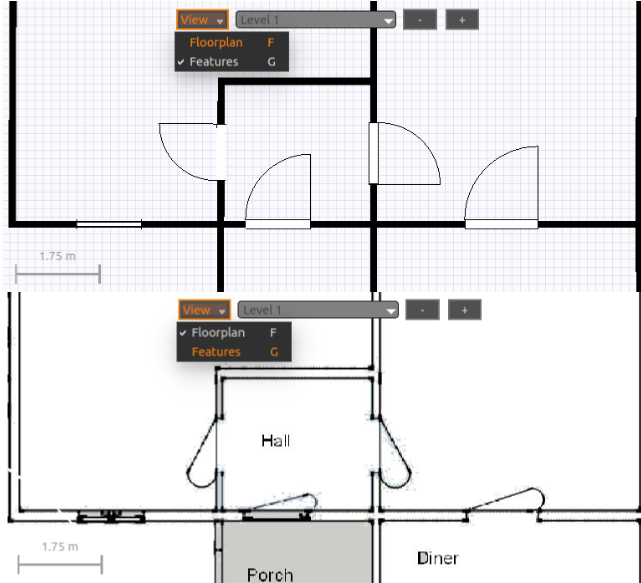 View Level 1 - +
Floorplan F
✓ Features G
1.75 m
View Level 1 - +
✓ Floorplan F
Features G
Hall
1.75 m
Diner
Porch